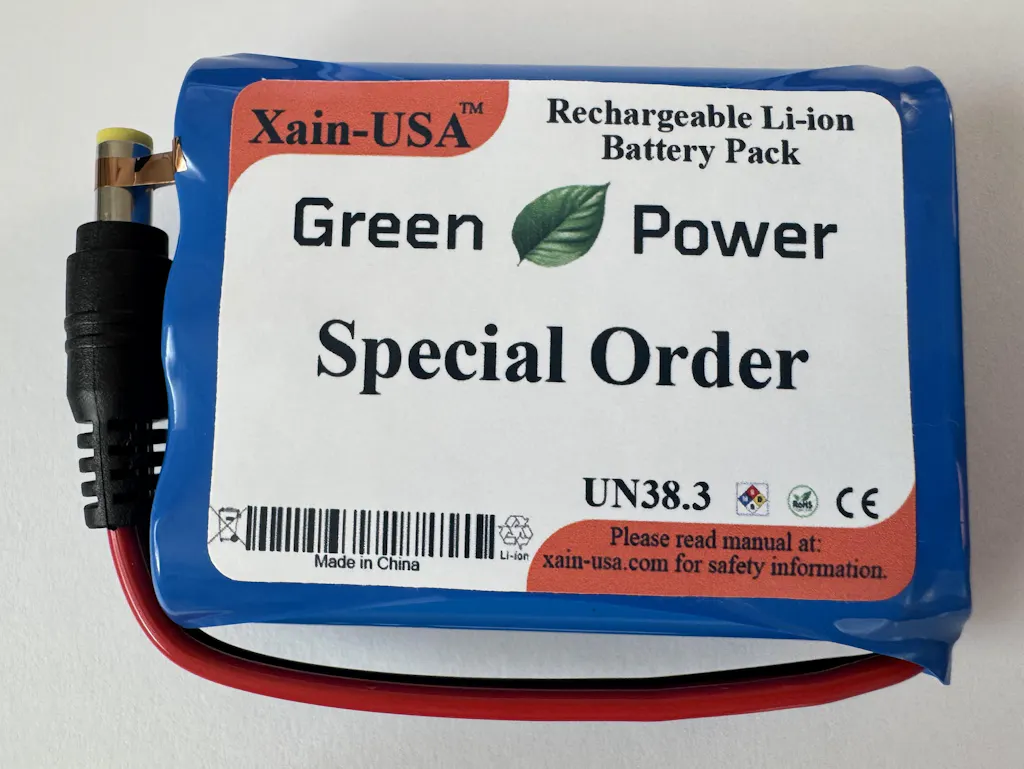 Xain-USA™
Rechargeable Li-ion
Battery Pack
Green Power
Special Order
UN38.3
RoHS
CE
Made in China
Li-ion
Please read manual at:
xain-usa.com for safety information.